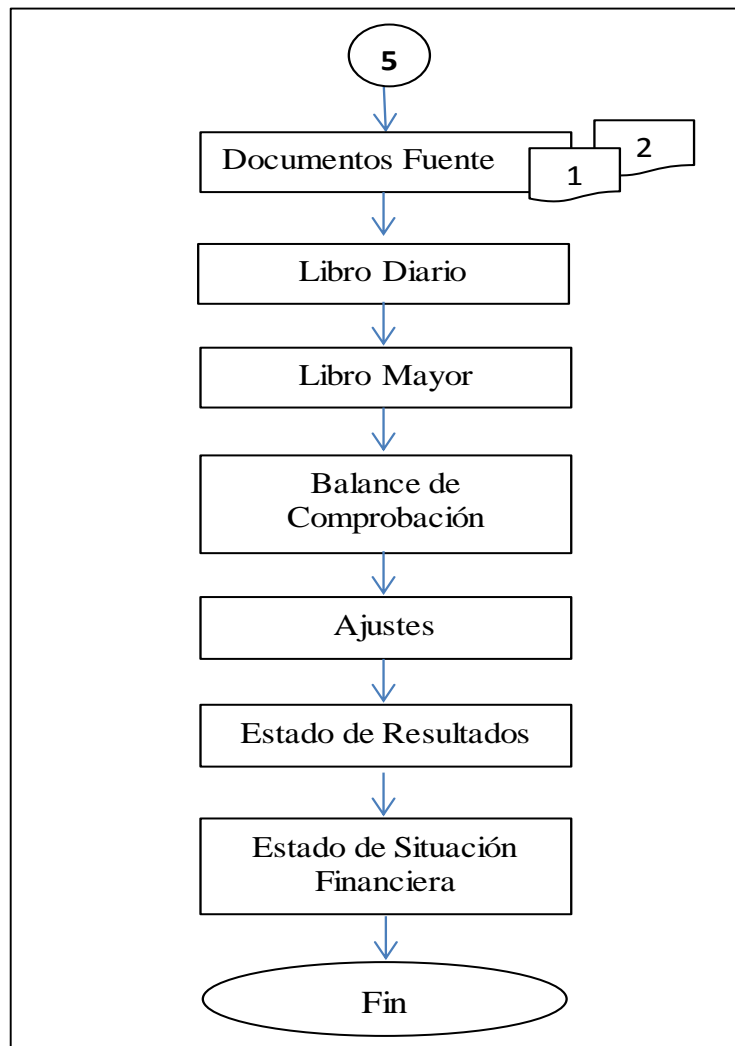 5
Documentos Fuente
1
2
Libro Diario
Libro Mayor
Balance de
Comprobación
Ajustes
Estado de Resultados
Estado de Situación
Financiera
Fin